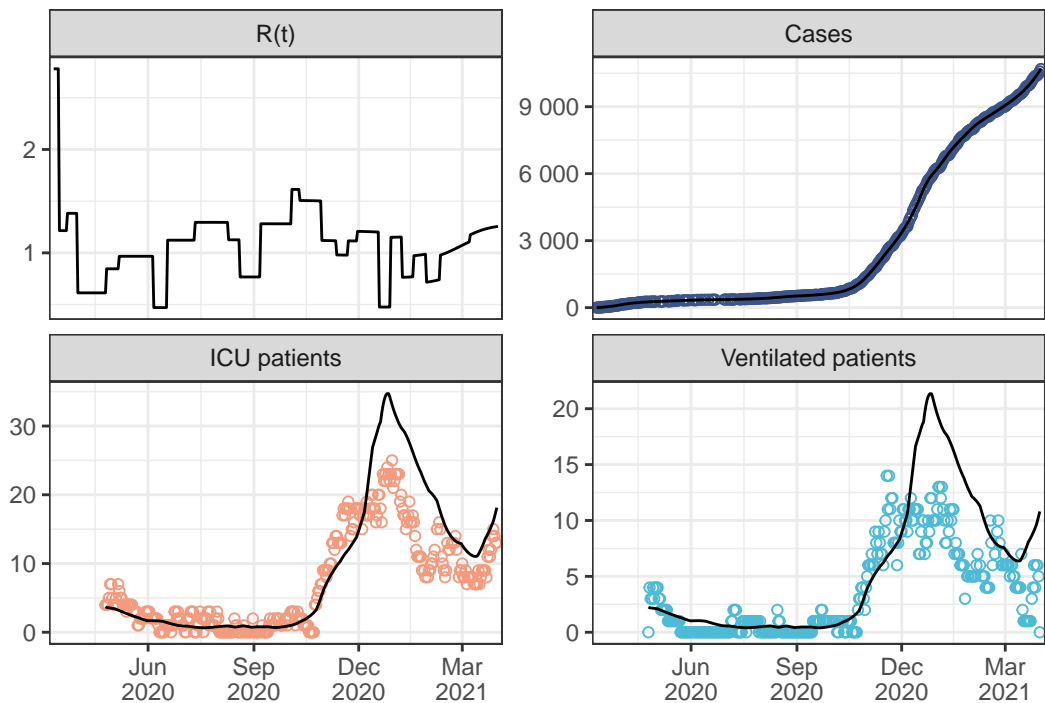 R(t)
Cases
2
1
9 000
6 000
3 000
0
ICU patients
Ventilated patients
30
20
10
0
20
15
10
5
0
Jun
2020
Sep
2020
Dec
2020
Mar
2021
Jun
2020
Sep
2020
Dec
2020
Mar
2021